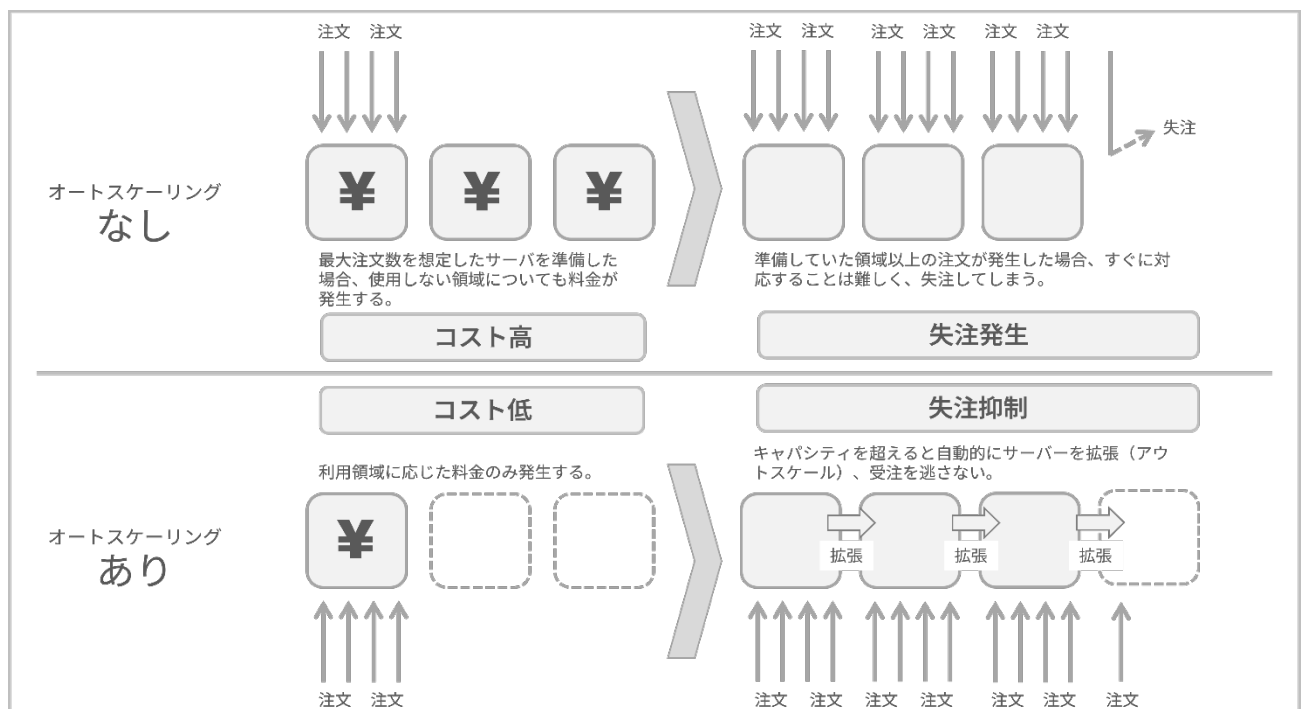 注文 注文
注文 注文 注文 注文 注文 注文
失注
オートスケーリング
なし
¥ ¥ ¥
最大注文数を想定したサーバを準備した
場合、使用しない領域についても料金が
発生する。
準備していた領域以上の注文が発生した場合、すぐに対
応することは難しく、失注してしまう。
コスト高
失注発生
コスト低
失注抑制
利用領域に応じた料金のみ発生する。
キャパシティを超えると自動的にサーバーを拡張（アウ
トスケール）、受注を逃さない。
オートスケーリング
あり
¥
拡張 拡張 拡張
注文 注文
注文 注文 注文 注文 注文 注文 注文